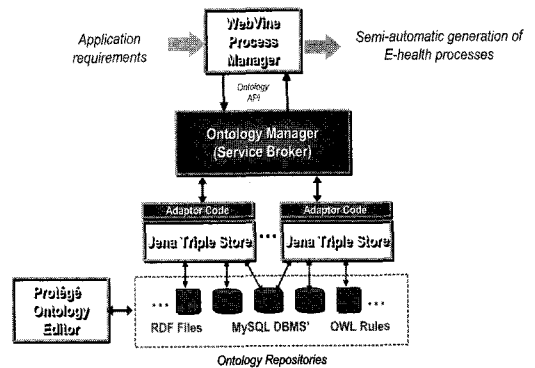 Application
requirements
WebVine
Process
Manager
Semi-automatic generation of
E-health processes
Ontology
API
Ontology Manager
(Service Broker)
Adaptor Code
Jena Triple Store
...
Adaptor Code
Jena Triple Store
Protégé
Ontology
Editor
...
RDF Files
MySQL DBMS'
OWL Rules
...
Ontology Repositories